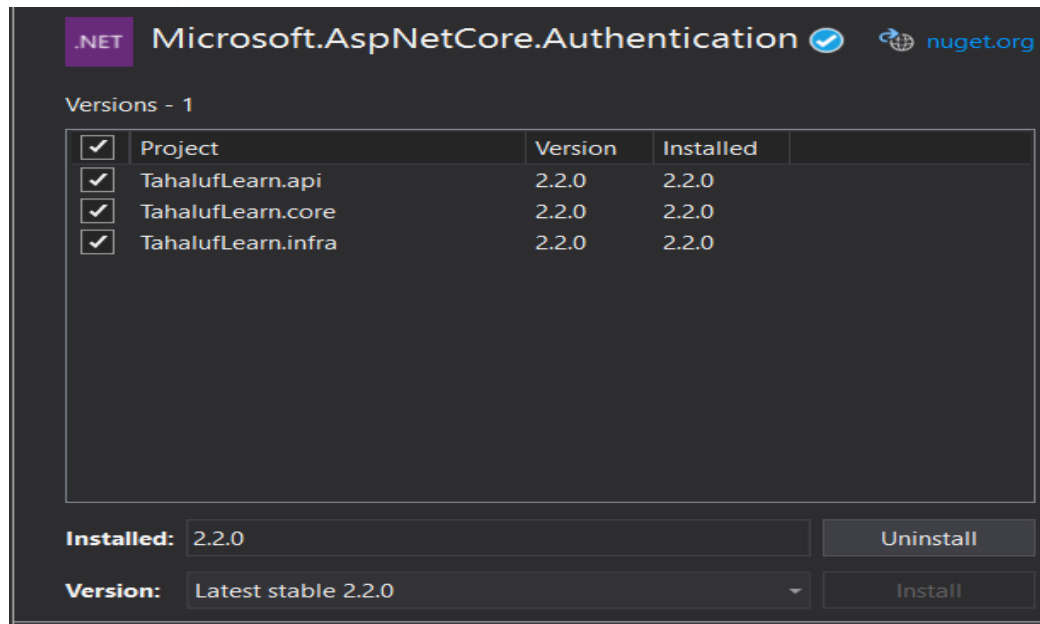 .NET Microsoft.AspNetCore.Authentication nuget.org
Versions - 1
Project Version Installed
TahalufLearn.api 2.2.0 2.2.0
TahalufLearn.core 2.2.0 2.2.0
TahalufLearn.infra 2.2.0 2.2.0
Installed: 2.2.0 Uninstall
Version: Latest stable 2.2.0 Install